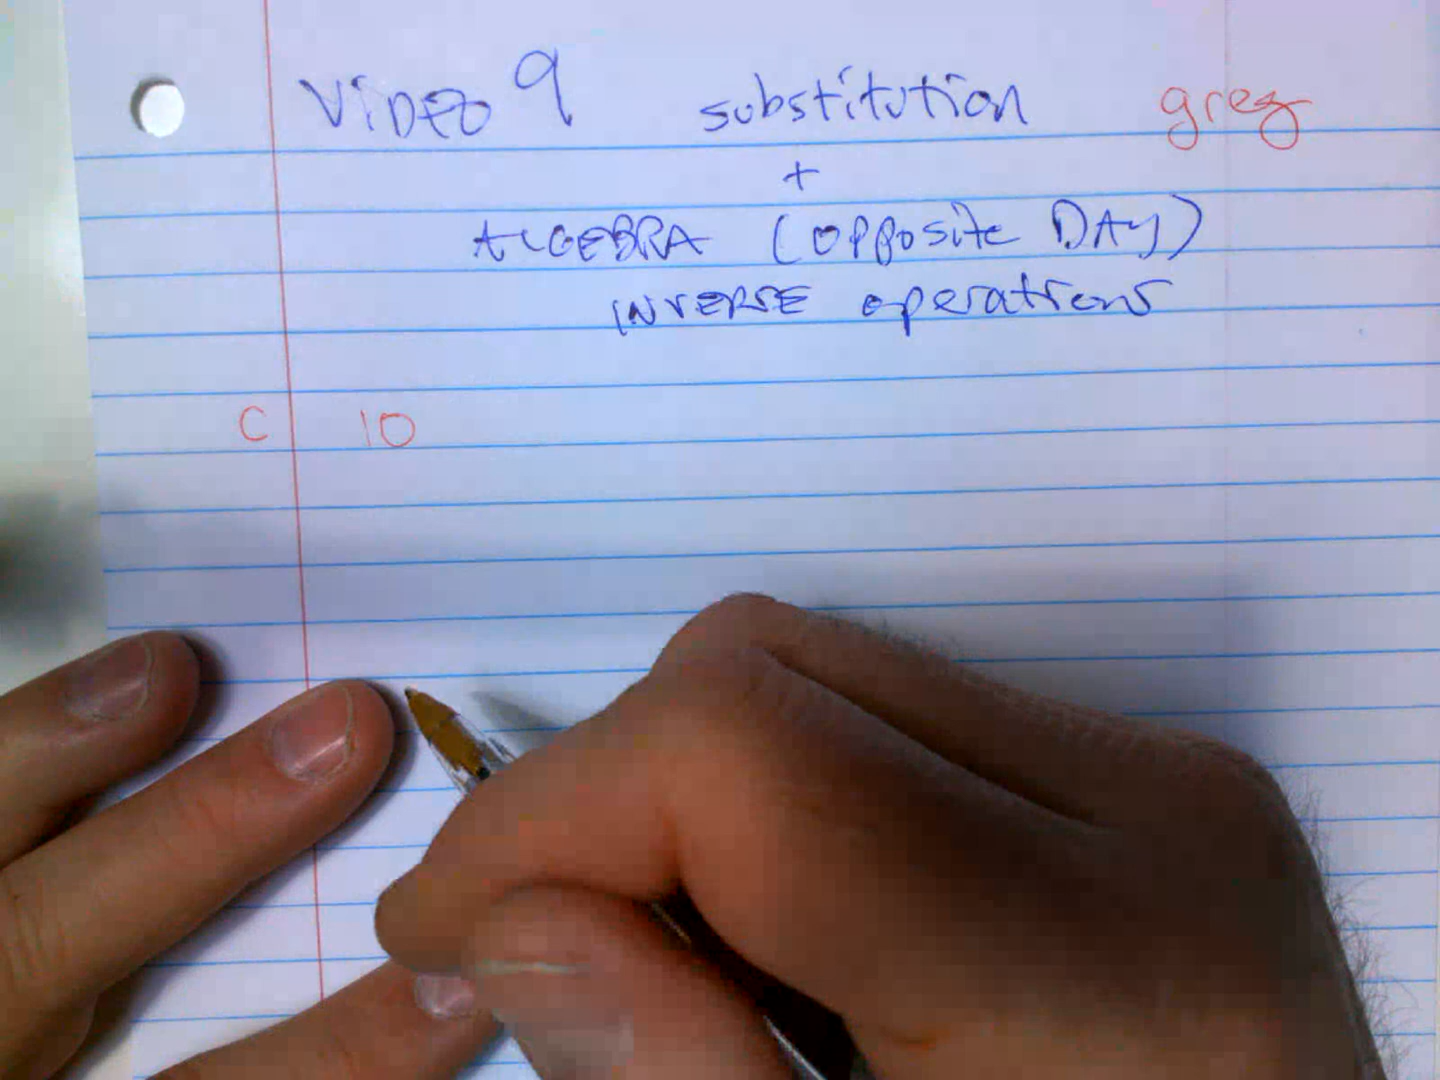 VIDEO 9 substitution greg
+
ALGEBRA (opposite DAy)
INVERSE operations
C 10